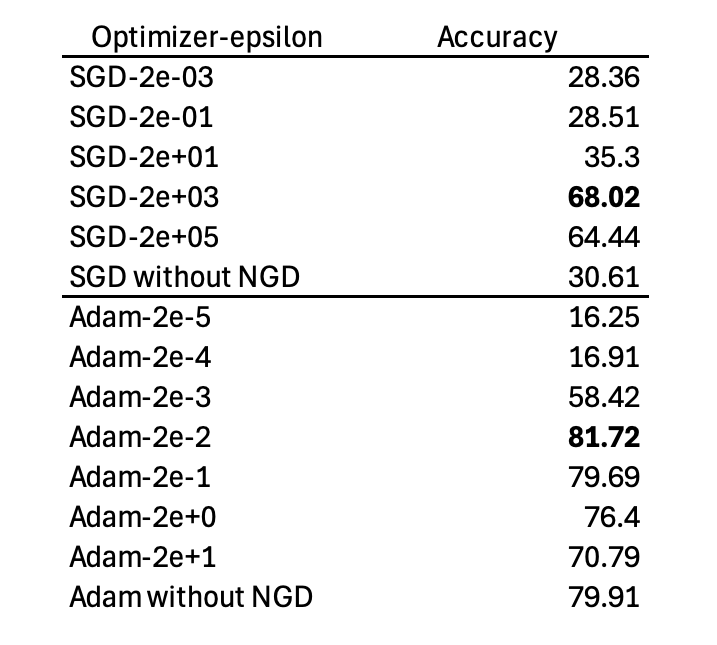 Optimizer-epsilon Accuracy
SGD-2e-03 28.36
SGD-2e-01 28.51
SGD-2e+01 35.3
SGD-2e+03 68.02
SGD-2e+05 64.44
SGD without NGD 30.61
Adam-2e-5 16.25
Adam-2e-4 16.91
Adam-2e-3 58.42
Adam-2e-2 81.72
Adam-2e-1 79.69
Adam-2e+0 76.4
Adam-2e+1 70.79
Adam without NGD 79.91